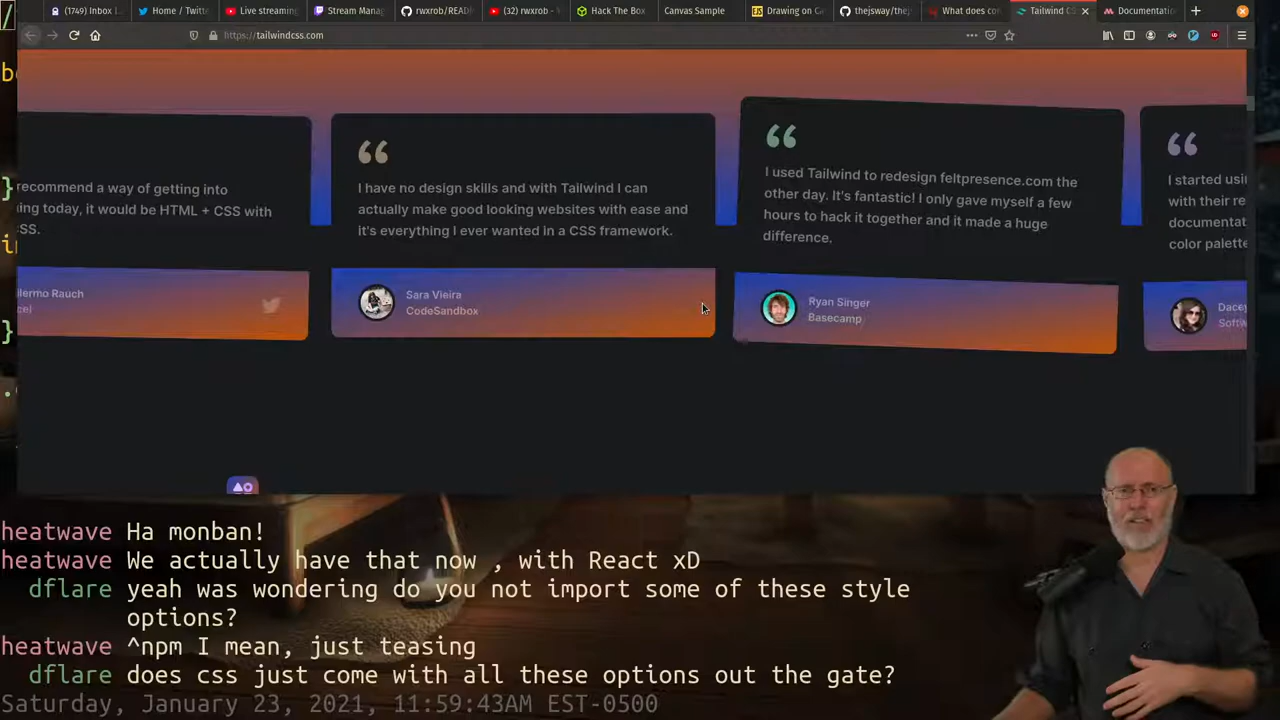 (1749) Inbox |
Home / Twitte
Live streaming
Stream Manag
rwxrob/READ
(32) rwxrob - Y
Hack The Box
Canvas Sample
Drawing on G
thejsway/thej
What does co
Tailwind CS
Documentatio
https://tailwindcss.com
recommend a way of getting into
ing today, it would be HTML + CSS with
SS.
llermo Rauch
cel
I have no design skills and with Tailwind I can
actually make good looking websites with ease and
it's everything I ever wanted in a CSS framework.
Sara Vieira
CodeSandbox
I used Tailwind to redesign feltpresence.com the
other day. It's fantastic! I only gave myself a few
hours to hack it together and it made a huge
difference.
Ryan Singer
Basecamp
I started usi
with their re
documentat
color palette
Dace
Softw
heatwave Ha monban!
heatwave We actually have that now , with React xD
dflare yeah was wondering do you not import some of these style
options?
heatwave ^npm I mean, just teasing
dflare does css just come with all these options out the gate?
Saturday, January 23, 2021, 11:59:43AM EST-0500